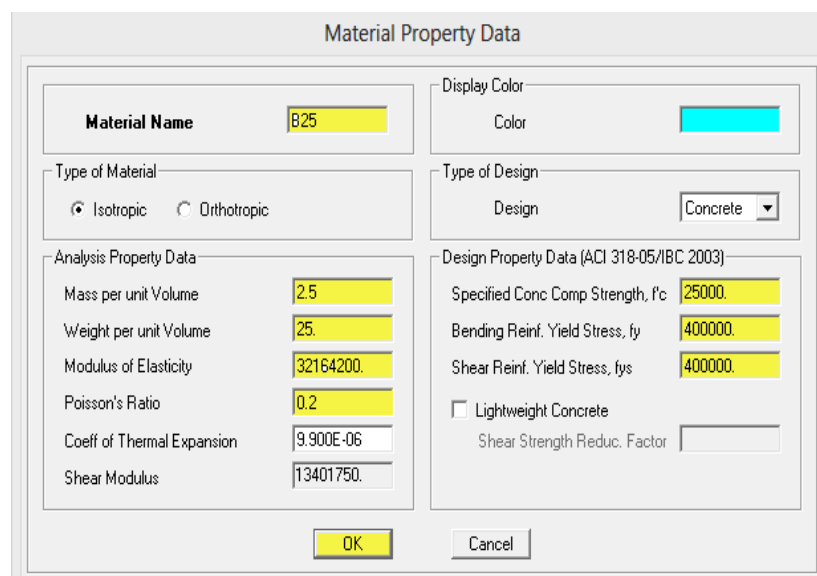 Material Property Data
Material Name B25
Display Color
Color
Type of Material
Isotropic Orthotropic
Type of Design
Design Concrete
Analysis Property Data
Mass per unit Volume 2.5
Weight per unit Volume 25.
Modulus of Elasticity 32164200.
Poisson's Ratio 0.2
Coeff of Thermal Expansion 9.900E-06
Shear Modulus 13401750.
Design Property Data (ACI 318-05/IBC 2003)
Specified Conc Comp Strength, f'c 25000.
Bending Reinf. Yield Stress, fy 400000.
Shear Reinf. Yield Stress, fys 400000.
Lightweight Concrete
Shear Strength Reduc. Factor
OK Cancel